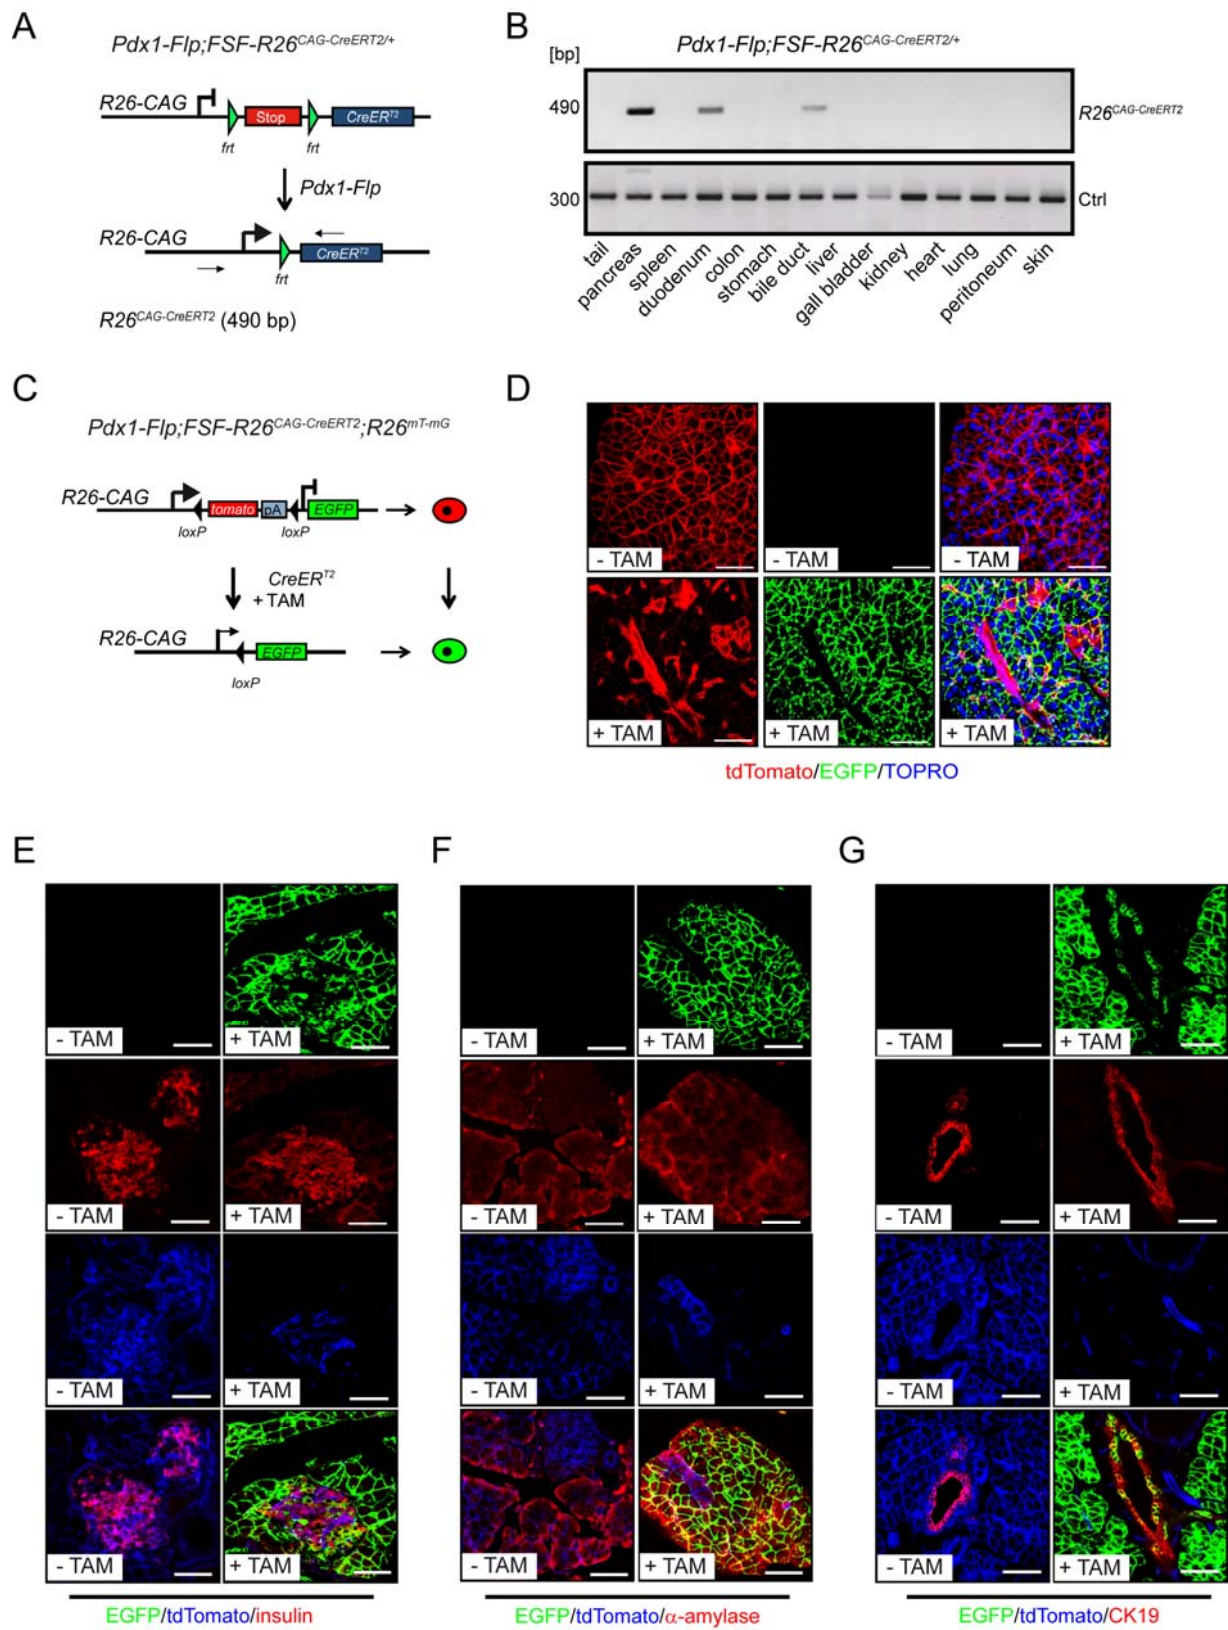 A
Pdx1-Flp;FSF-R26CAG-CreERT2/+
R26-CAG
Stop
CreERT2
frt
frt
Pdx1-Flp
R26-CAG
CreERT2
frt
R26CAG-CreERT2 (490 bp)
B
[bp]
Pdx1-Flp;FSF-R26CAG-CreERT2/+
490
R26CAG-CreERT2
300
Ctrl
tail
pancreas
spleen
duodenum
colon
stomach
bile duct
liver
gall bladder
kidney
heart
lung
peritoneum
skin
C
Pdx1-Flp;FSF-R26CAG-CreERT2;R26mT-mG
R26-CAG
tomato
pA
EGFP
loxP
loxP
CreERT2
+ TAM
R26-CAG
EGFP
loxP
D
- TAM
- TAM
- TAM
+ TAM
+ TAM
+ TAM
tdTomato/EGFP/TOPRO
E
- TAM
+ TAM
- TAM
+ TAM
- TAM
+ TAM
- TAM
+ TAM
EGFP/tdTomato/insulin
F
- TAM
+ TAM
- TAM
+ TAM
- TAM
+ TAM
- TAM
+ TAM
EGFP/tdTomato/α-amylase
G
- TAM
+ TAM
- TAM
+ TAM
- TAM
+ TAM
- TAM
+ TAM
EGFP/tdTomato/CK19